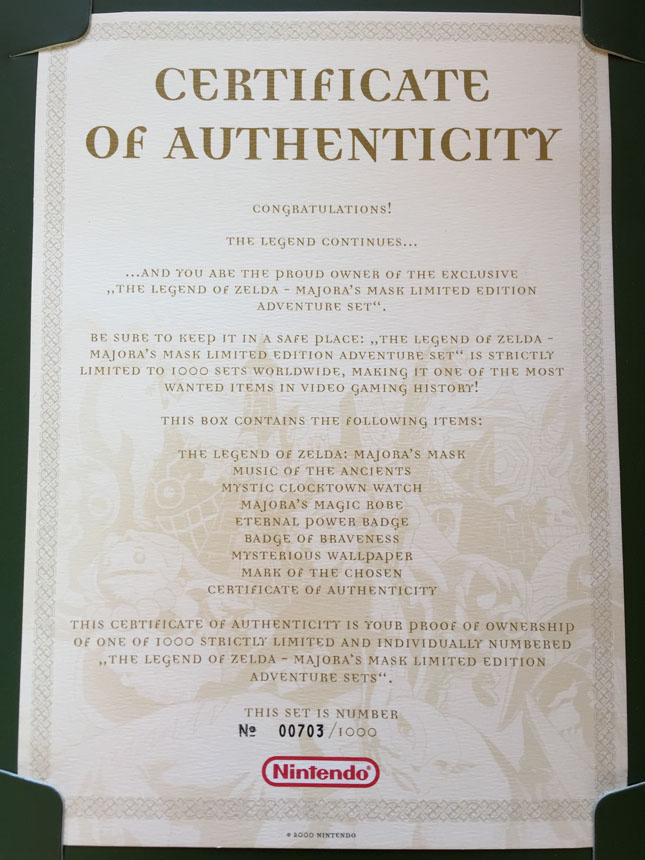 CERTIFICATE
OF AUTHENTICITY
CONGRATULATIONS!
THE LEGEND CONTINUES...
...AND YOU ARE THE PROUD OWNER OF THE EXCLUSIVE
„THE LEGEND OF ZELDA - MAJORA'S MASK LIMITED EDITION
ADVENTURE SET“.
BE SURE TO KEEP IT IN A SAFE PLACE: „THE LEGEND OF ZELDA -
MAJORA'S MASK LIMITED EDITION ADVENTURE SET“ IS STRICTLY
LIMITED TO 1000 SETS WORLDWIDE, MAKING IT ONE OF THE MOST
WANTED ITEMS IN VIDEO GAMING HISTORY!
THIS BOX CONTAINS THE FOLLOWING ITEMS:
THE LEGEND OF ZELDA: MAJORA'S MASK
MUSIC OF THE ANCIENTS
MYSTIC CLOCKTOWN WATCH
MAJORA'S MAGIC ROBE
ETERNAL POWER BADGE
BADGE OF BRAVENESS
MYSTERIOUS WALLPAPER
MARK OF THE CHOSEN
CERTIFICATE OF AUTHENTICITY
THIS CERTIFICATE OF AUTHENTICITY IS YOUR PROOF OF OWNERSHIP
OF ONE OF 1000 STRICTLY LIMITED AND INDIVIDUALLY NUMBERED
„THE LEGEND OF ZELDA - MAJORA'S MASK LIMITED EDITION
ADVENTURE SETS“.
THIS SET IS NUMBER
№ 00703/1000
Nintendo®
© 2000 NINTENDO